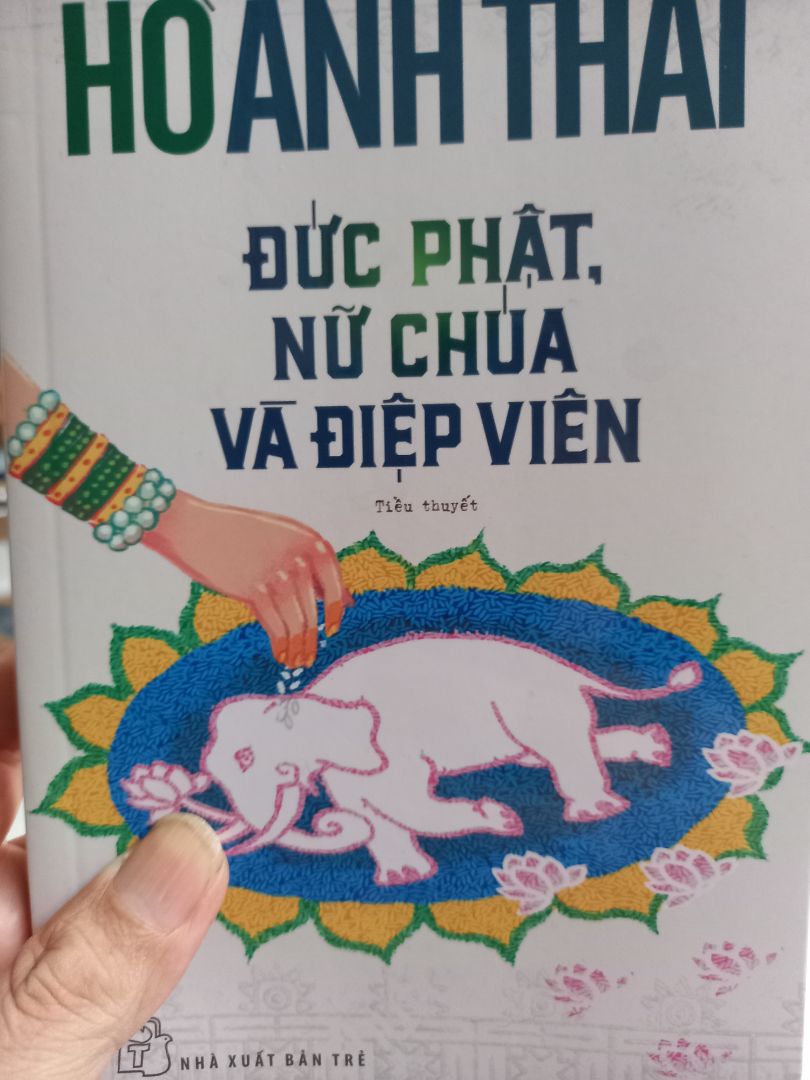 HỒ ANH THÁI
ĐỨC PHẬT,
NỮ CHÚA
VÀ ĐIỆP VIÊN
Tiểu thuyết
T
NHÀ XUẤT BẢN TRẺ